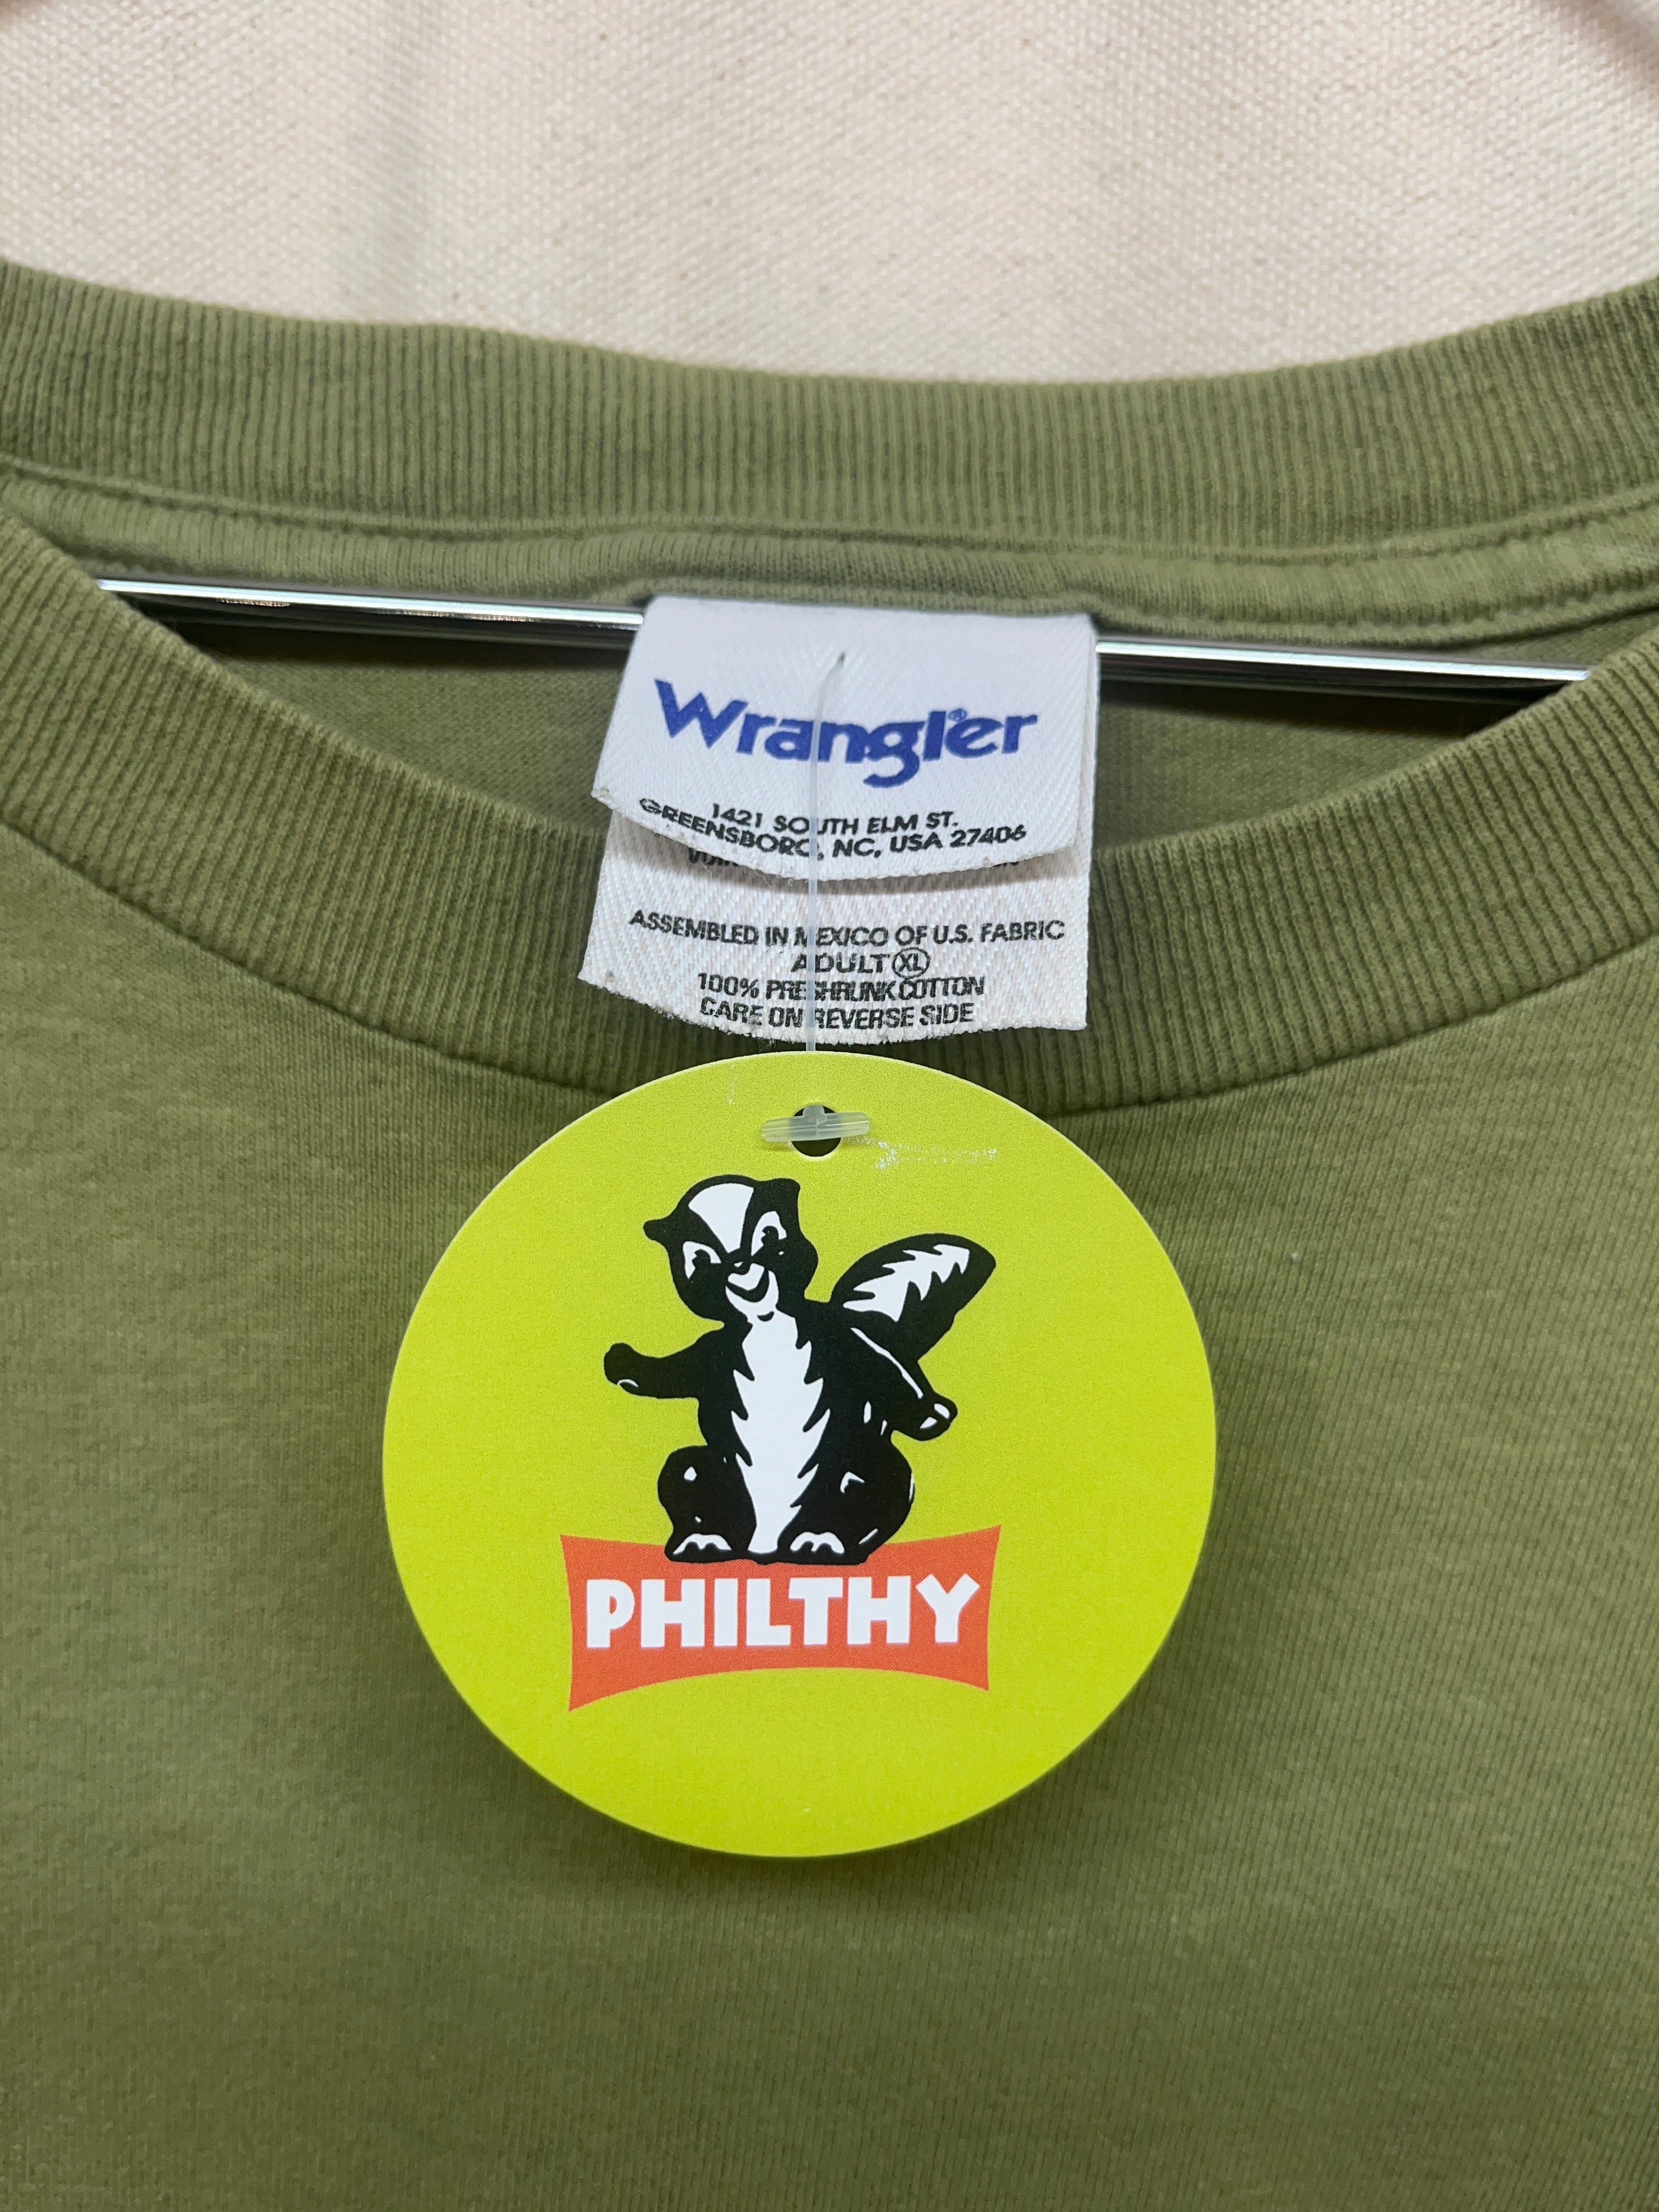 Wrangler®
1421 SOUTH ELM ST.
GREENSBORO, NC, USA 27406
ASSEMBLED IN MEXICO OF U.S. FABRIC
ADULT XL
100% PRESHRUNK COTTON
CARE ON REVERSE SIDE
PHILTHY